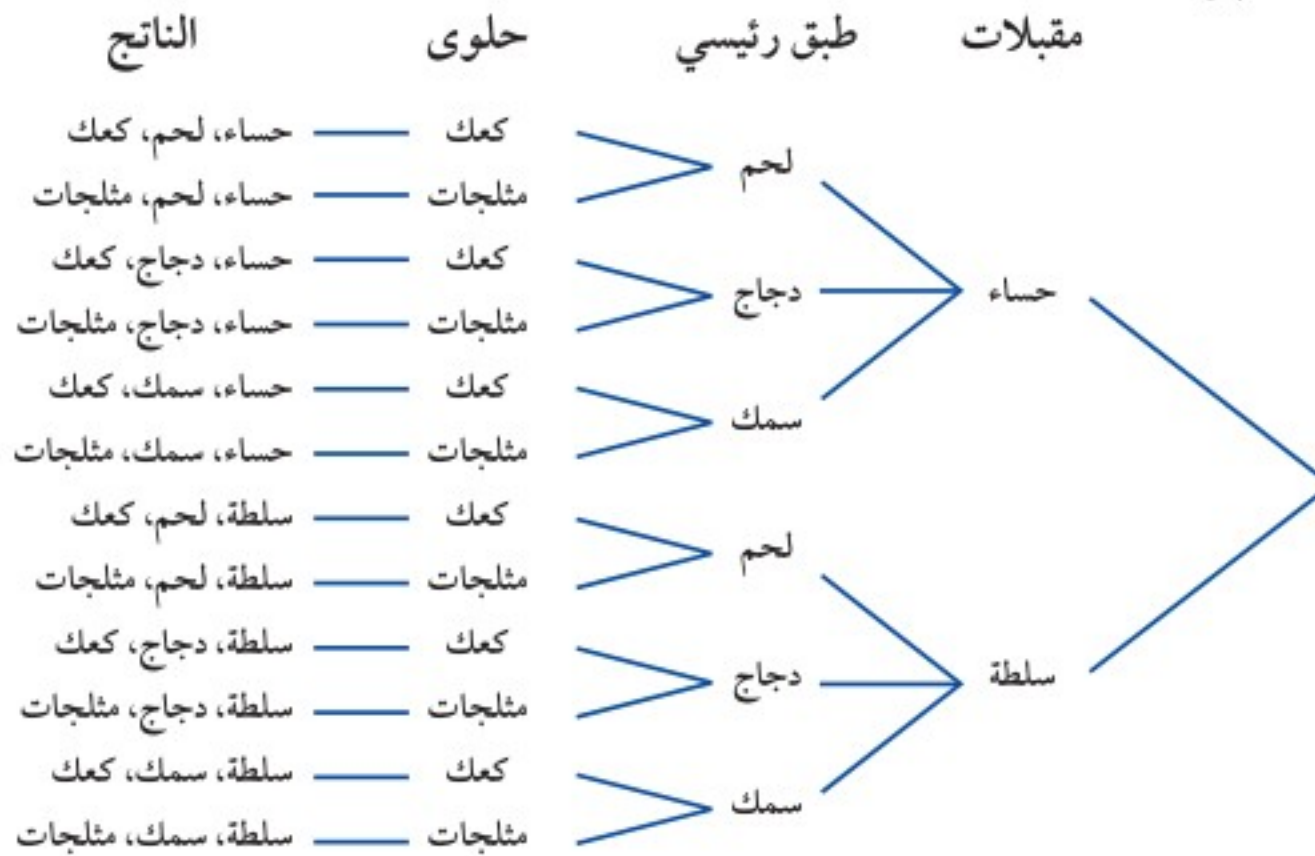 مقبلات طبق رئيسي حلوى الناتج
لحم كعك حساء، لحم، كعك
مثلجات حساء، لحم، مثلجات
حساء دجاج كعك حساء، دجاج، كعك
مثلجات حساء، دجاج، مثلجات
سمك كعك حساء، سمك، كعك
مثلجات حساء، سمك، مثلجات
لحم كعك سلطة، لحم، كعك
مثلجات سلطة، لحم، مثلجات
سلطة دجاج كعك سلطة، دجاج، كعك
مثلجات سلطة، دجاج، مثلجات
سمك كعك سلطة، سمك، كعك
مثلجات سلطة، سمك، مثلجات